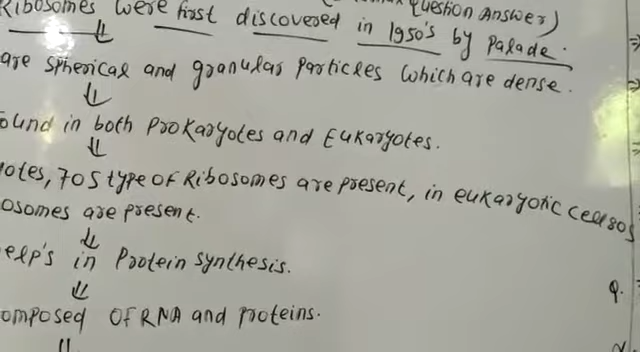 Question Answer)
Ribosomes were first discovered in 1950's by Palade.
are spherical and granular particles which are dense.
ound in both Prokaryotes and Eukaryotes.
otes, 70S type of Ribosomes are present, in eukaryotic cell 80S
osomes are present.
elp's in Protein synthesis.
Q.
omposed of RNA and proteins.